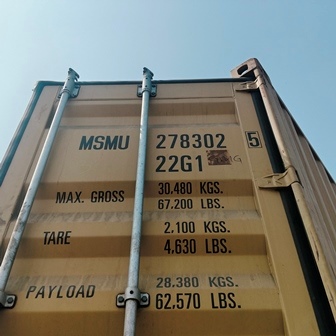 MSMU 278302 5
22G1
MAX. GROSS 30.480 KGS.
67.200 LBS.
TARE 2.100 KGS.
4.630 LBS.
PAYLOAD 28.380 KGS.
62.570 LBS.